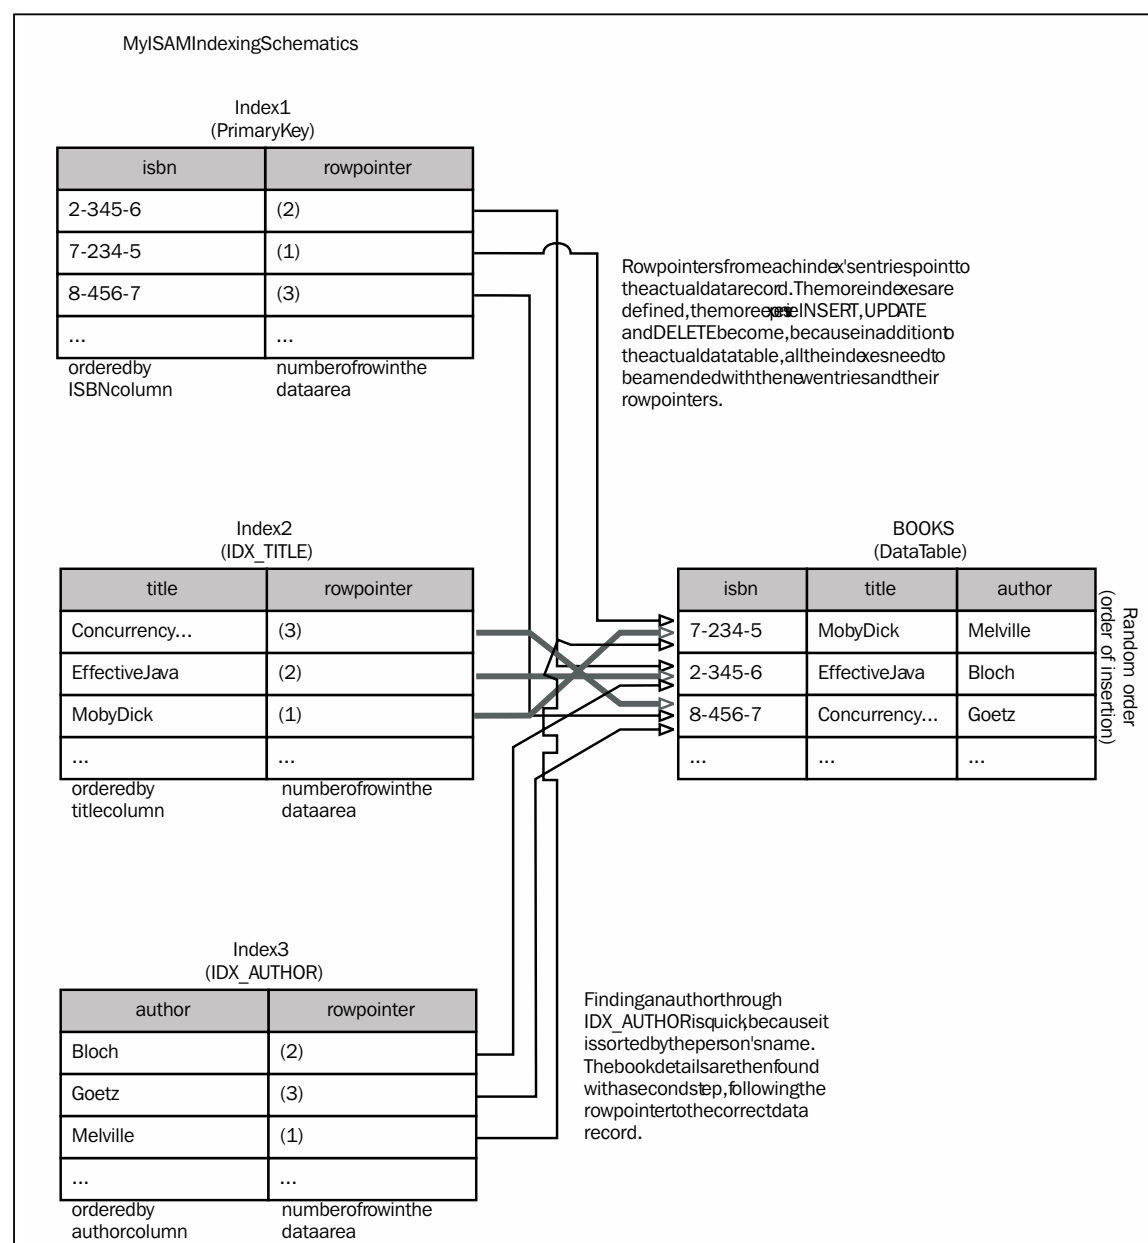 MyISAMIndexingSchematics
Index1
(PrimaryKey)
isbn rowpointer
2-345-6 (2)
7-234-5 (1)
8-456-7 (3)
... ...
orderedby
ISBNcolumn
numberofrowinthe
dataarea
Rowpointersfromeachindex'sentriespointto
theactualdatarecord.Themoreindexesare
defined,themore INSERT,UPDATE
andDELETEbecome,becauseinadditionto
theactualdatatable,alltheindexesneedto
beamendedwiththenewentriesandtheir
rowpointers.
Index2
(IDX_TITLE)
title rowpointer
Concurrency... (3)
EffectiveJava (2)
MobyDick (1)
... ...
orderedby
titlecolumn
numberofrowinthe
dataarea
BOOKS
(DataTable)
isbn title author
7-234-5 MobyDick Melville
2-345-6 EffectiveJava Bloch
8-456-7 Concurrency... Goetz
... ... ...
Random order
(order of insertion)
Index3
(IDX_AUTHOR)
author rowpointer
Bloch (2)
Goetz (3)
Melville (1)
... ...
orderedby
authorcolumn
numberofrowinthe
dataarea
Findinganauthorthrough
IDX_AUTHORisquick,becauseit
issortedbytheperson'sname.
Thebookdetailsarethenfound
withasecondstep,followingthe
rowpointertothecorrectdata
record.